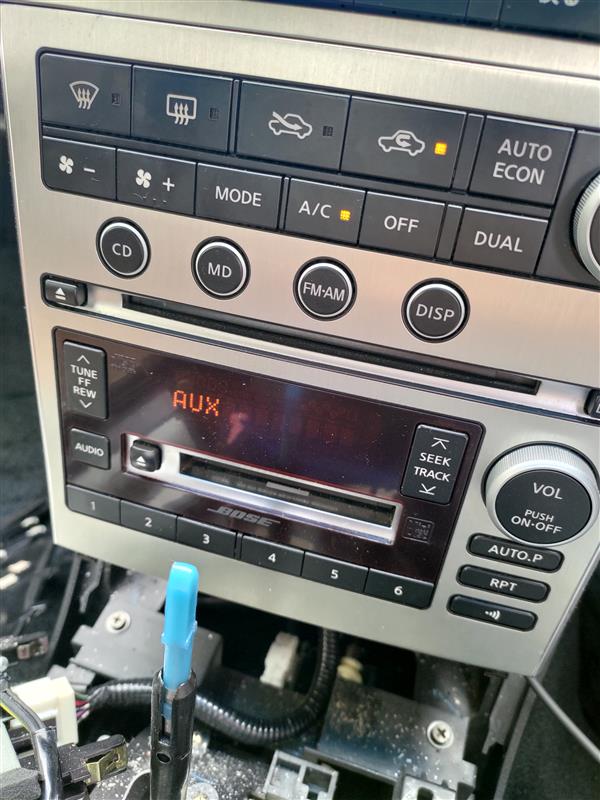 AUTO
ECON
- 
+
MODE
A/C
OFF
DUAL
CD
MD
FM•AM
DISP
TUNE
FF
REW
AUX
SEEK
TRACK
AUDIO
VOL
PUSH
ON•OFF
BOSE
1
2
3
4
5
6
AUTO.P
RPT